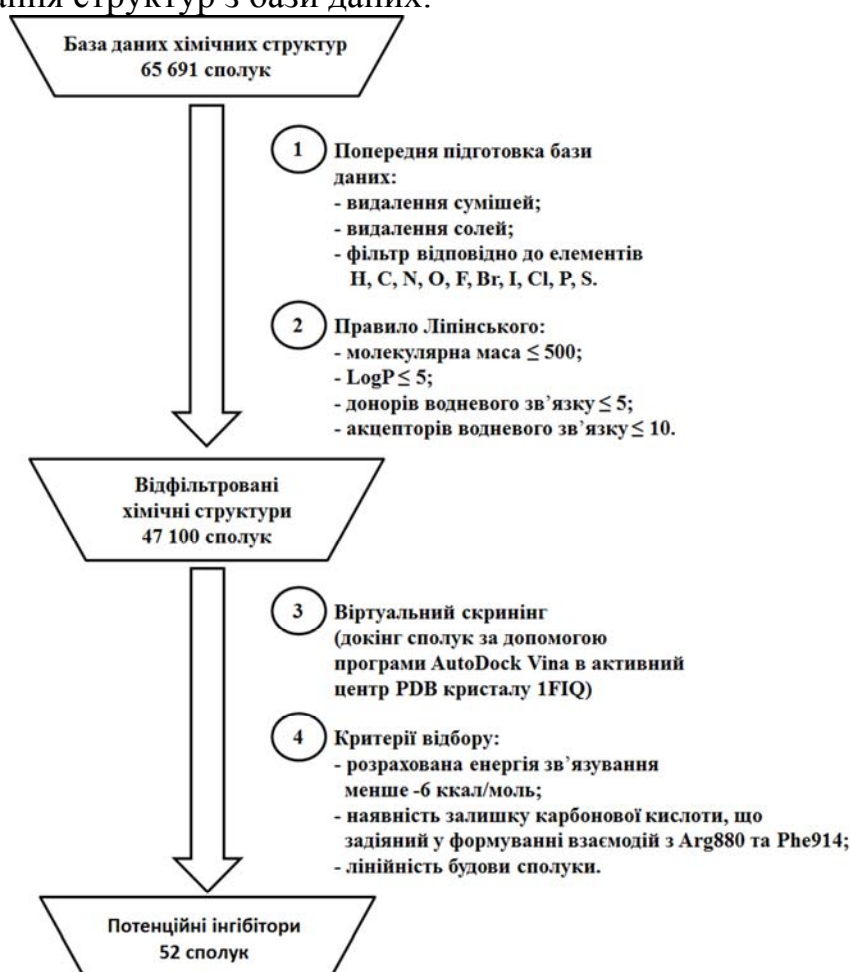 ння структур з бази даних.
База даних хімічних структур
65 691 сполук
1
Попередня підготовка бази
даних:
- видалення сумішей;
- видалення солей;
- фільтр відповідно до елементів
H, C, N, O, F, Br, I, Cl, P, S.
2
Правило Ліпінського:
- молекулярна маса ≤ 500;
- LogP ≤ 5;
- донорів водневого зв’язку ≤ 5;
- акцепторів водневого зв’язку ≤ 10.
Відфільтровані
хімічні структури
47 100 сполук
3
Віртуальний скринінг
(докінг сполук за допомогою
програми AutoDock Vina в активний
центр PDB кристалу 1FIQ)
4
Критерії відбору:
- розрахована енергія зв’язування
менше -6 ккал/моль;
- наявність залишку карбонової кислоти, що
задіяний у формуванні взаємодій з Arg880 та Phe914;
- лінійність будови сполуки.
Потенційні інгібітори
52 сполук